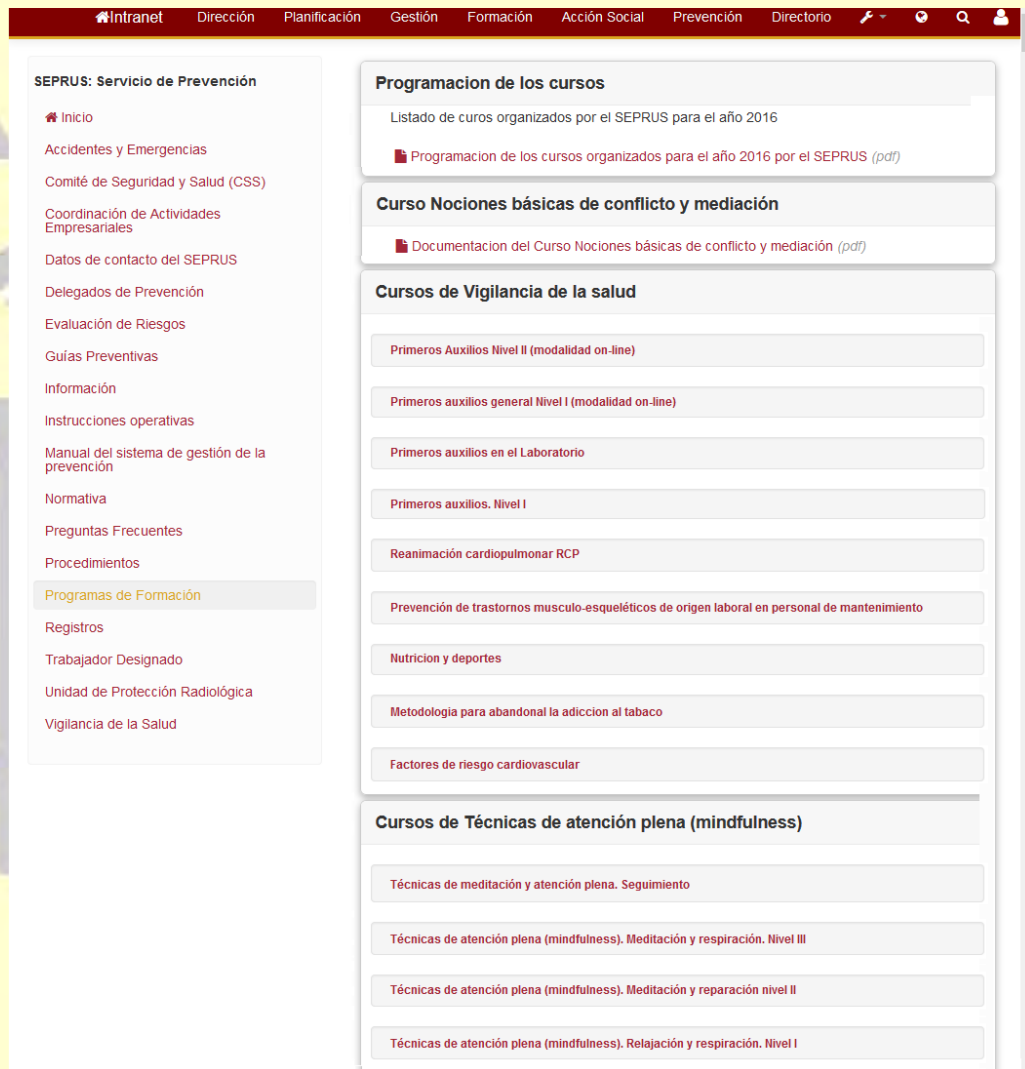 Intranet Dirección Planificación Gestión Formación Acción Social Prevención Directorio
SEPRUS: Servicio de Prevención
Inicio
Accidentes y Emergencias
Comité de Seguridad y Salud (CSS)
Coordinación de Actividades
Empresariales
Datos de contacto del SEPRUS
Delegados de Prevención
Evaluación de Riesgos
Guías Preventivas
Información
Instrucciones operativas
Manual del sistema de gestión de la
prevención
Normativa
Preguntas Frecuentes
Procedimientos
Programas de Formación
Registros
Trabajador Designado
Unidad de Protección Radiológica
Vigilancia de la Salud
Programacion de los cursos
Listado de curos organizados por el SEPRUS para el año 2016
Programacion de los cursos organizados para el año 2016 por el SEPRUS (pdf)
Curso Nociones básicas de conflicto y mediación
Documentacion del Curso Nociones básicas de conflicto y mediación (pdf)
Cursos de Vigilancia de la salud
Primeros Auxilios Nivel II (modalidad on-line)
Primeros auxilios general Nivel I (modalidad on-line)
Primeros auxilios en el Laboratorio
Primeros auxilios. Nivel I
Reanimación cardiopulmonar RCP
Prevención de trastornos musculo-esqueléticos de origen laboral en personal de mantenimiento
Nutricion y deportes
Metodologia para abandonal la adiccion al tabaco
Factores de riesgo cardiovascular
Cursos de Técnicas de atención plena (mindfulness)
Técnicas de meditación y atención plena. Seguimiento
Técnicas de atención plena (mindfulness). Meditación y respiración. Nivel III
Técnicas de atención plena (mindfulness). Meditación y reparación nivel II
Técnicas de atención plena (mindfulness). Relajación y respiración. Nivel I